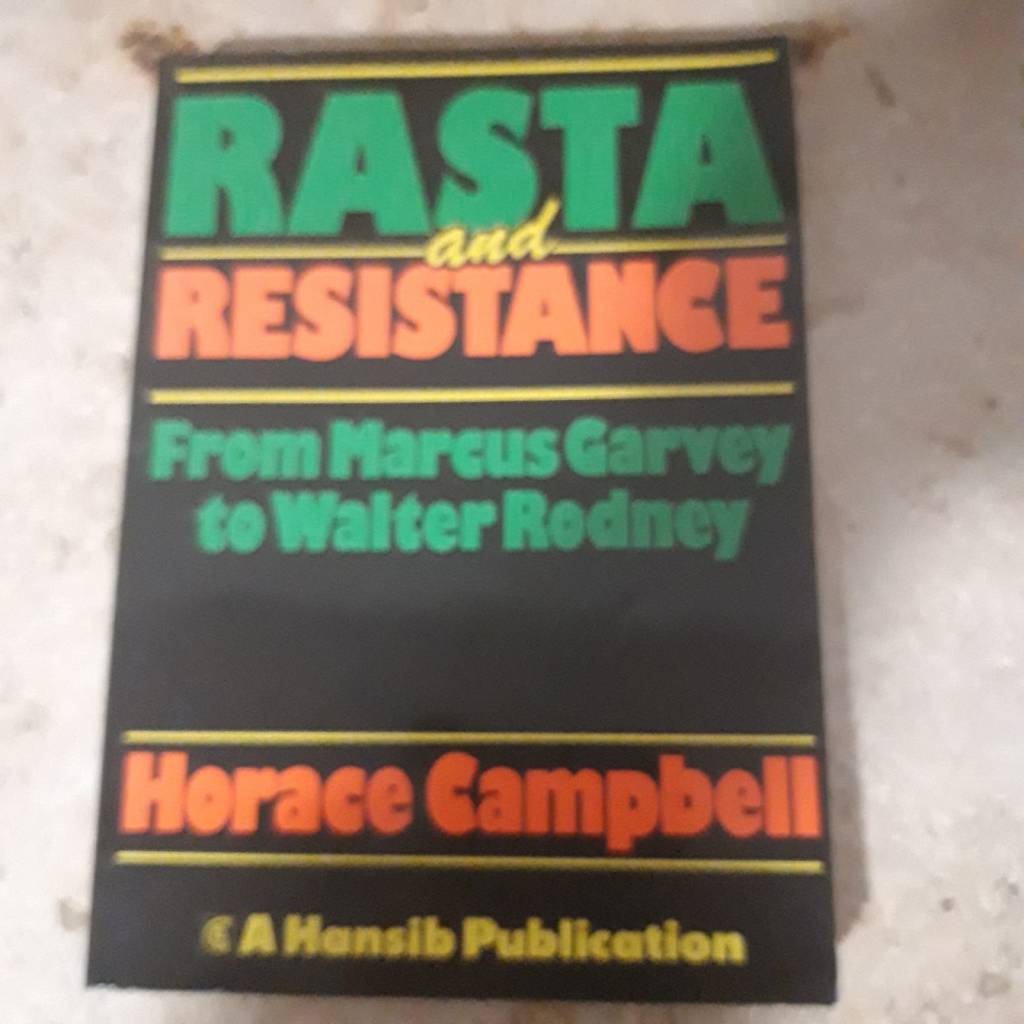 RASTA
and
RESISTANCE
From Marcus Garvey
to Walter Rodney
Horace Campbell
A Hansib Publication